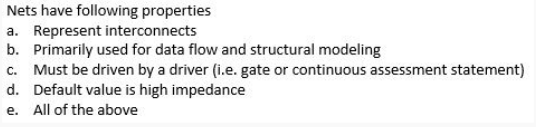 Nets have following properties
a. Represent interconnects
b. Primarily used for data flow and structural modeling
c. Must be driven by a driver (i.e. gate or continuous assessment statement)
d. Default value is high impedance
e. All of the above